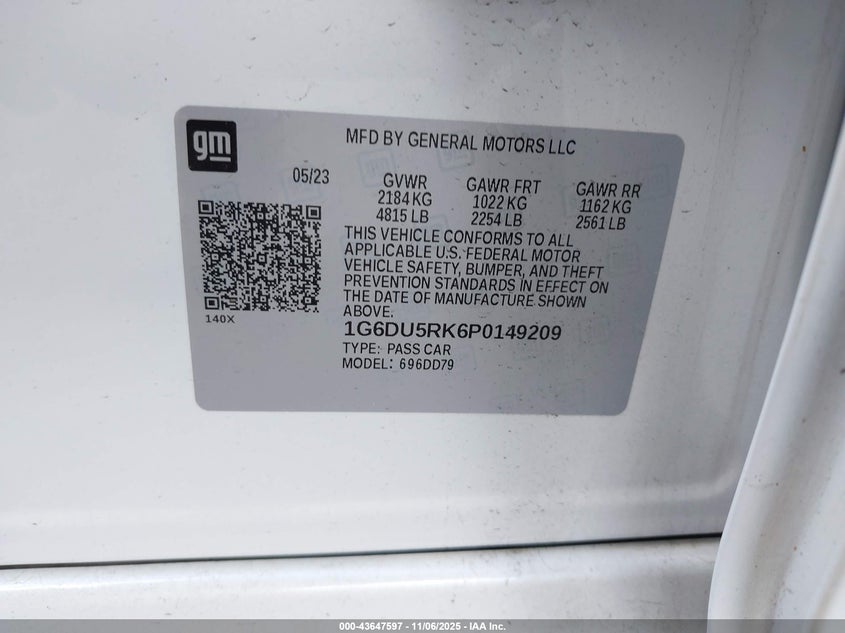 gm
MFD BY GENERAL MOTORS LLC
05/23
GVWR GAWR FRT GAWR RR
2184 KG 1022 KG 1162 KG
4815 LB 2254 LB 2561 LB
THIS VEHICLE CONFORMS TO ALL
APPLICABLE U.S. FEDERAL MOTOR
VEHICLE SAFETY, BUMPER, AND THEFT
PREVENTION STANDARDS IN EFFECT ON
THE DATE OF MANUFACTURE SHOWN
ABOVE.
140X
1G6DU5RK6P0149209
TYPE: PASS CAR
MODEL: 696DD79
000-43647597 - 11/06/2025 - IAA Inc.